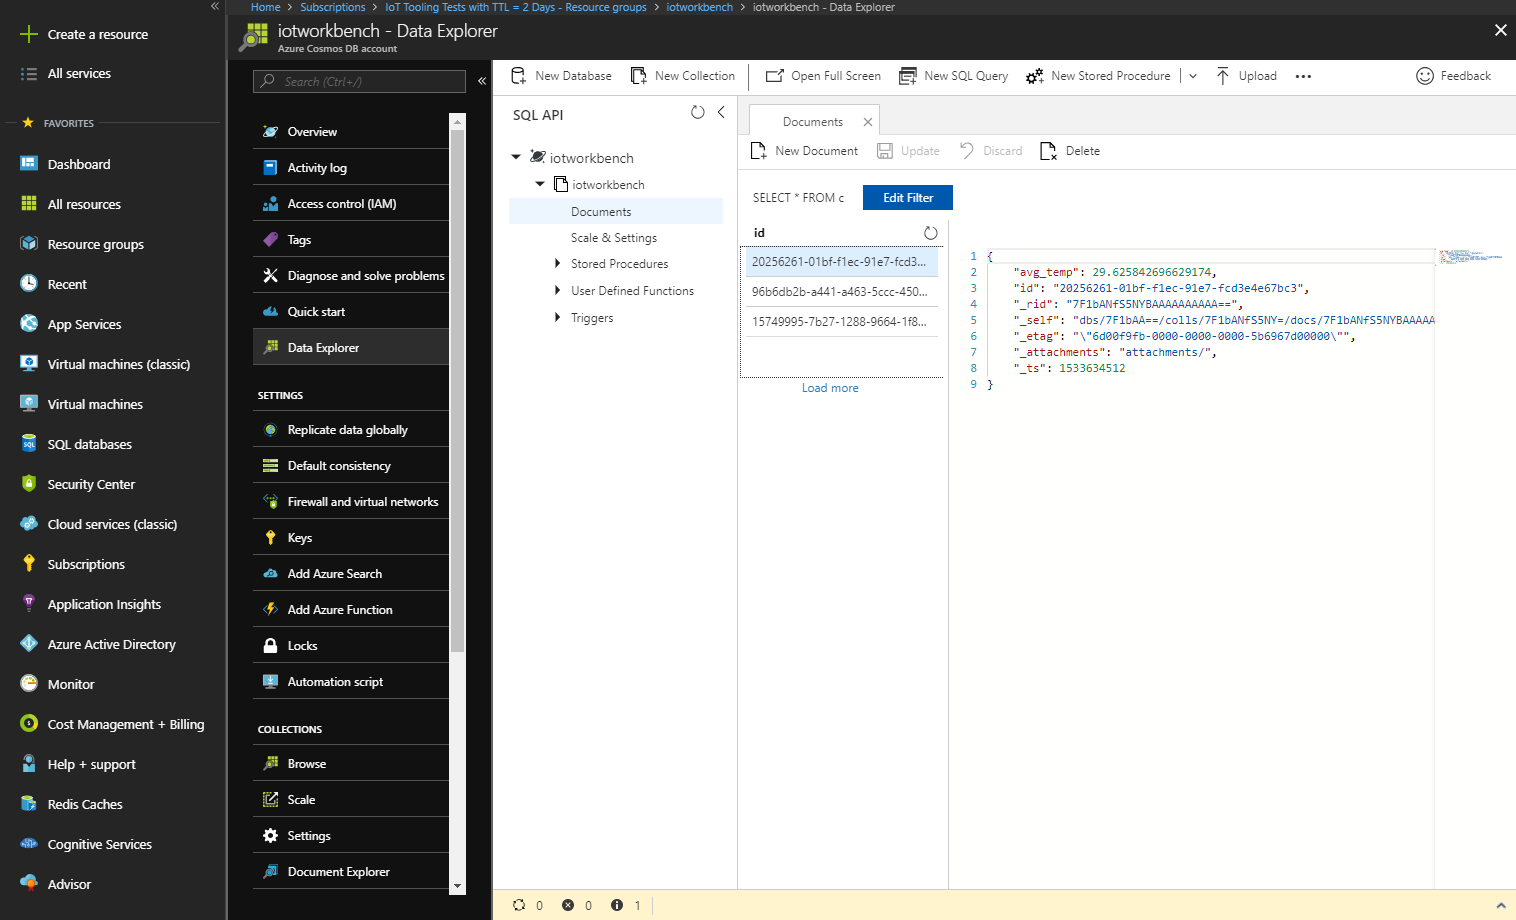 Home > Subscriptions > IoT Tooling Tests with TTL = 2 Days - Resource groups > iotworkbench > iotworkbench - Data Explorer
iotworkbench - Data Explorer
Azure Cosmos DB account
Create a resource
All services
FAVORITES
Dashboard
All resources
Resource groups
Recent
App Services
Virtual machines (classic)
Virtual machines
SQL databases
Security Center
Cloud services (classic)
Subscriptions
Application Insights
Azure Active Directory
Monitor
Cost Management + Billing
Help + support
Redis Caches
Cognitive Services
Advisor
Search (Ctrl+/)
Overview
Activity log
Access control (IAM)
Tags
Diagnose and solve problems
Quick start
Data Explorer
SETTINGS
Replicate data globally
Default consistency
Firewall and virtual networks
Keys
Add Azure Search
Add Azure Function
Locks
Automation script
COLLECTIONS
Browse
Scale
Settings
Document Explorer
New Database New Collection Open Full Screen New SQL Query New Stored Procedure Upload Feedback
SQL API
iotworkbench
iotworkbench
Documents
Scale & Settings
Stored Procedures
User Defined Functions
Triggers
Documents
New Document Update Discard Delete
SELECT * FROM c Edit Filter
id
20256261-01bf-f1ec-91e7-fcd3...
96b6db2b-a441-a463-5ccc-450...
15749995-7b27-1288-9664-1f8...
Load more
1 {
2 "avg_temp": 29.625842696629174,
3 "id": "20256261-01bf-f1ec-91e7-fcd3e4e67bc3",
4 "_rid": "7F1bANfS5NYBAAAAAAAAAA==",
5 "_self": "dbs/7F1bAA==/colls/7F1bANfS5NY=/docs/7F1bANfS5NYBAAAAA
6 "_etag": "\"6d00f9fb-0000-0000-0000-5b6967d00000\"",
7 "_attachments": "attachments/",
8 "_ts": 1533634512
9 }
0 0 1